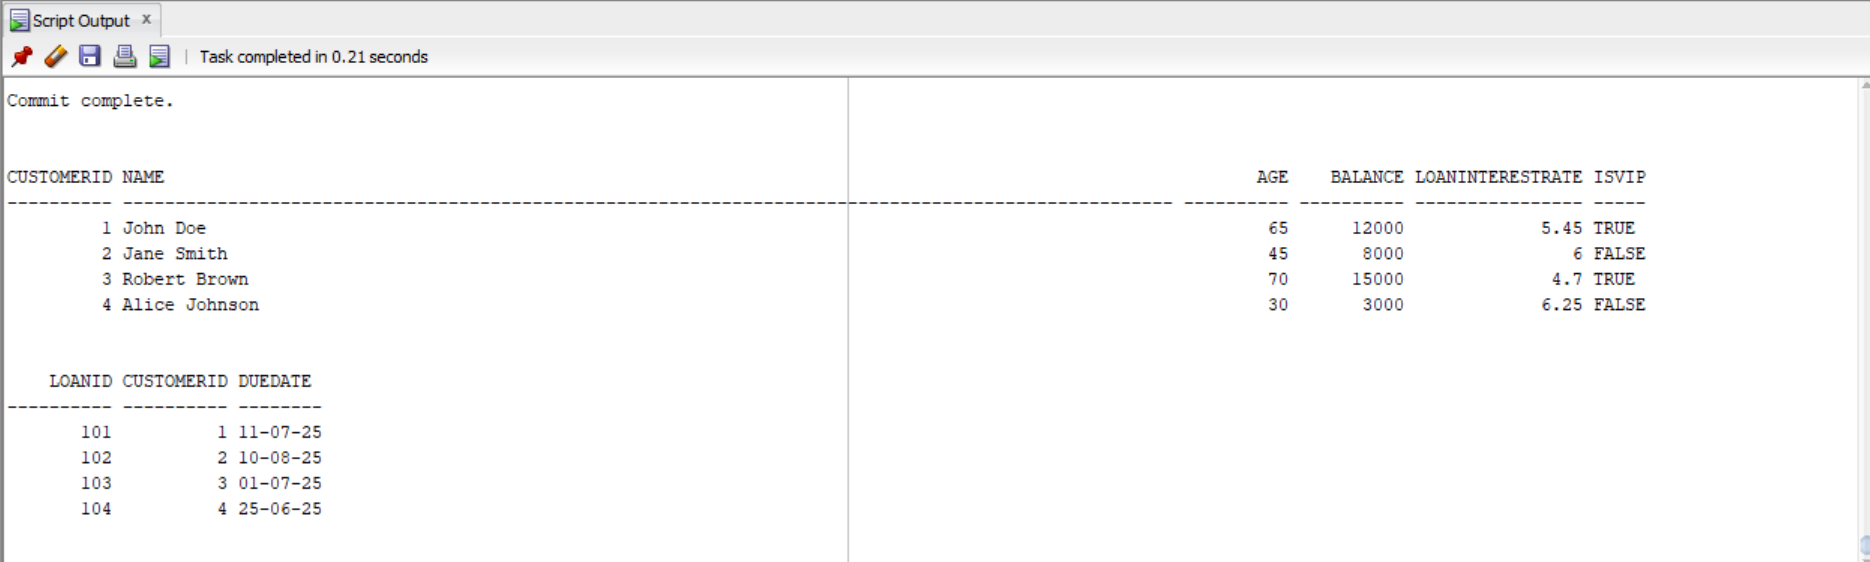 Script Output x
Task completed in 0.21 seconds
Commit complete.
CUSTOMERID NAME AGE BALANCE LOANINTERESTRATE ISVIP
---------- ---------------------------------------------------------------------------------------------------- ---------- ---------- ---------------- -----
1 John Doe 65 12000 5.45 TRUE
2 Jane Smith 45 8000 6 FALSE
3 Robert Brown 70 15000 4.7 TRUE
4 Alice Johnson 30 3000 6.25 FALSE
LOANID CUSTOMERID DUEDATE
---------- ---------- --------
101 1 11-07-25
102 2 10-08-25
103 3 01-07-25
104 4 25-06-25